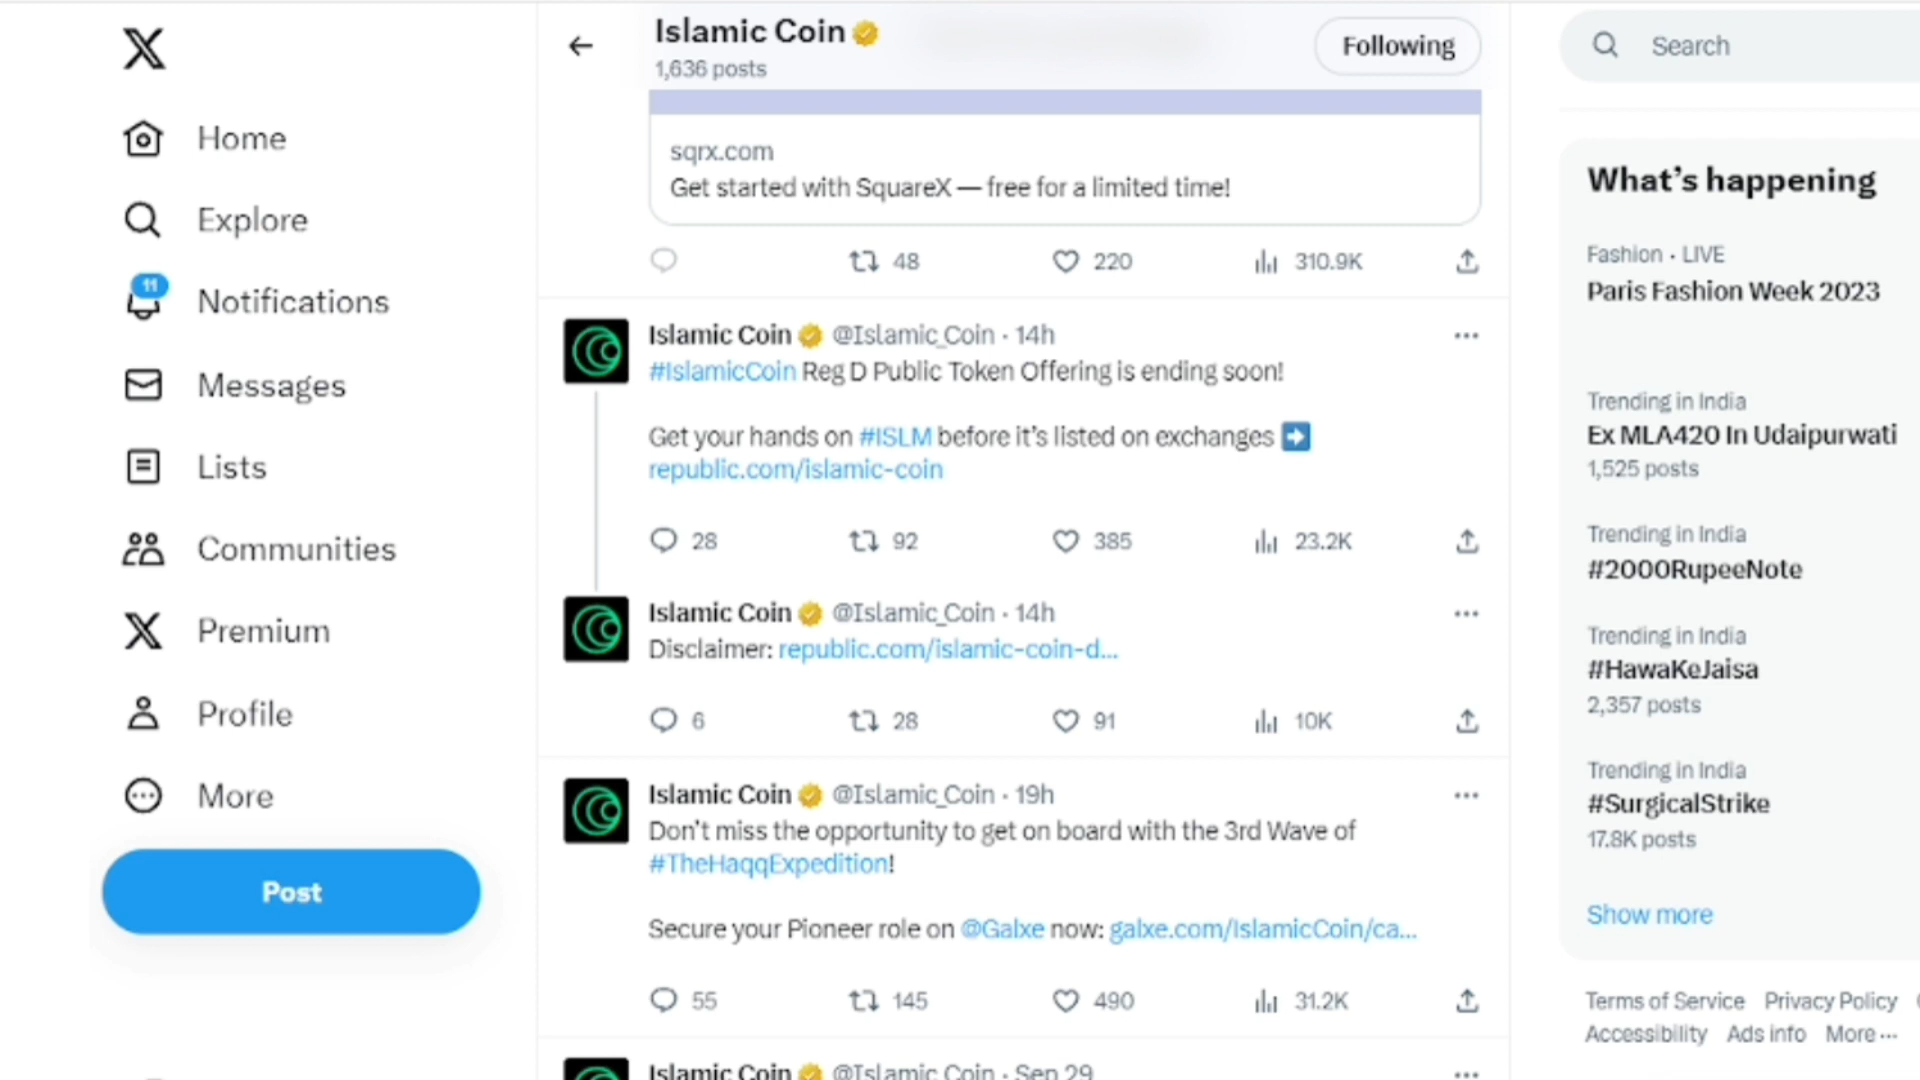 Home
Explore
11
Notifications
Messages
Lists
Communities
Premium
Profile
More
Post
Islamic Coin
1,636 posts
Following
sqrx.com
Get started with SquareX — free for a limited time!
48 220 310.9K
Islamic Coin @Islamic_Coin · 14h
#IslamicCoin Reg D Public Token Offering is ending soon!
Get your hands on #ISLM before it's listed on exchanges ➡️
republic.com/islamic-coin
28 92 385 23.2K
Islamic Coin @Islamic_Coin · 14h
Disclaimer: republic.com/islamic-coin-d...
6 28 91 10K
Islamic Coin @Islamic_Coin · 19h
Don't miss the opportunity to get on board with the 3rd Wave of
#TheHaqqExpedition!
Secure your Pioneer role on @Galxe now: galxe.com/IslamicCoin/ca...
55 145 490 31.2K
Islamic Coin @Islamic_Coin · Sep 29
Search
What's happening
Fashion · LIVE
Paris Fashion Week 2023
Trending in India
Ex MLA420 In Udaipurwati
1,525 posts
Trending in India
#2000RupeeNote
Trending in India
#HawaKeJaisa
2,357 posts
Trending in India
#SurgicalStrike
17.8K posts
Show more
Terms of Service Privacy Policy
Accessibility Ads info More ...